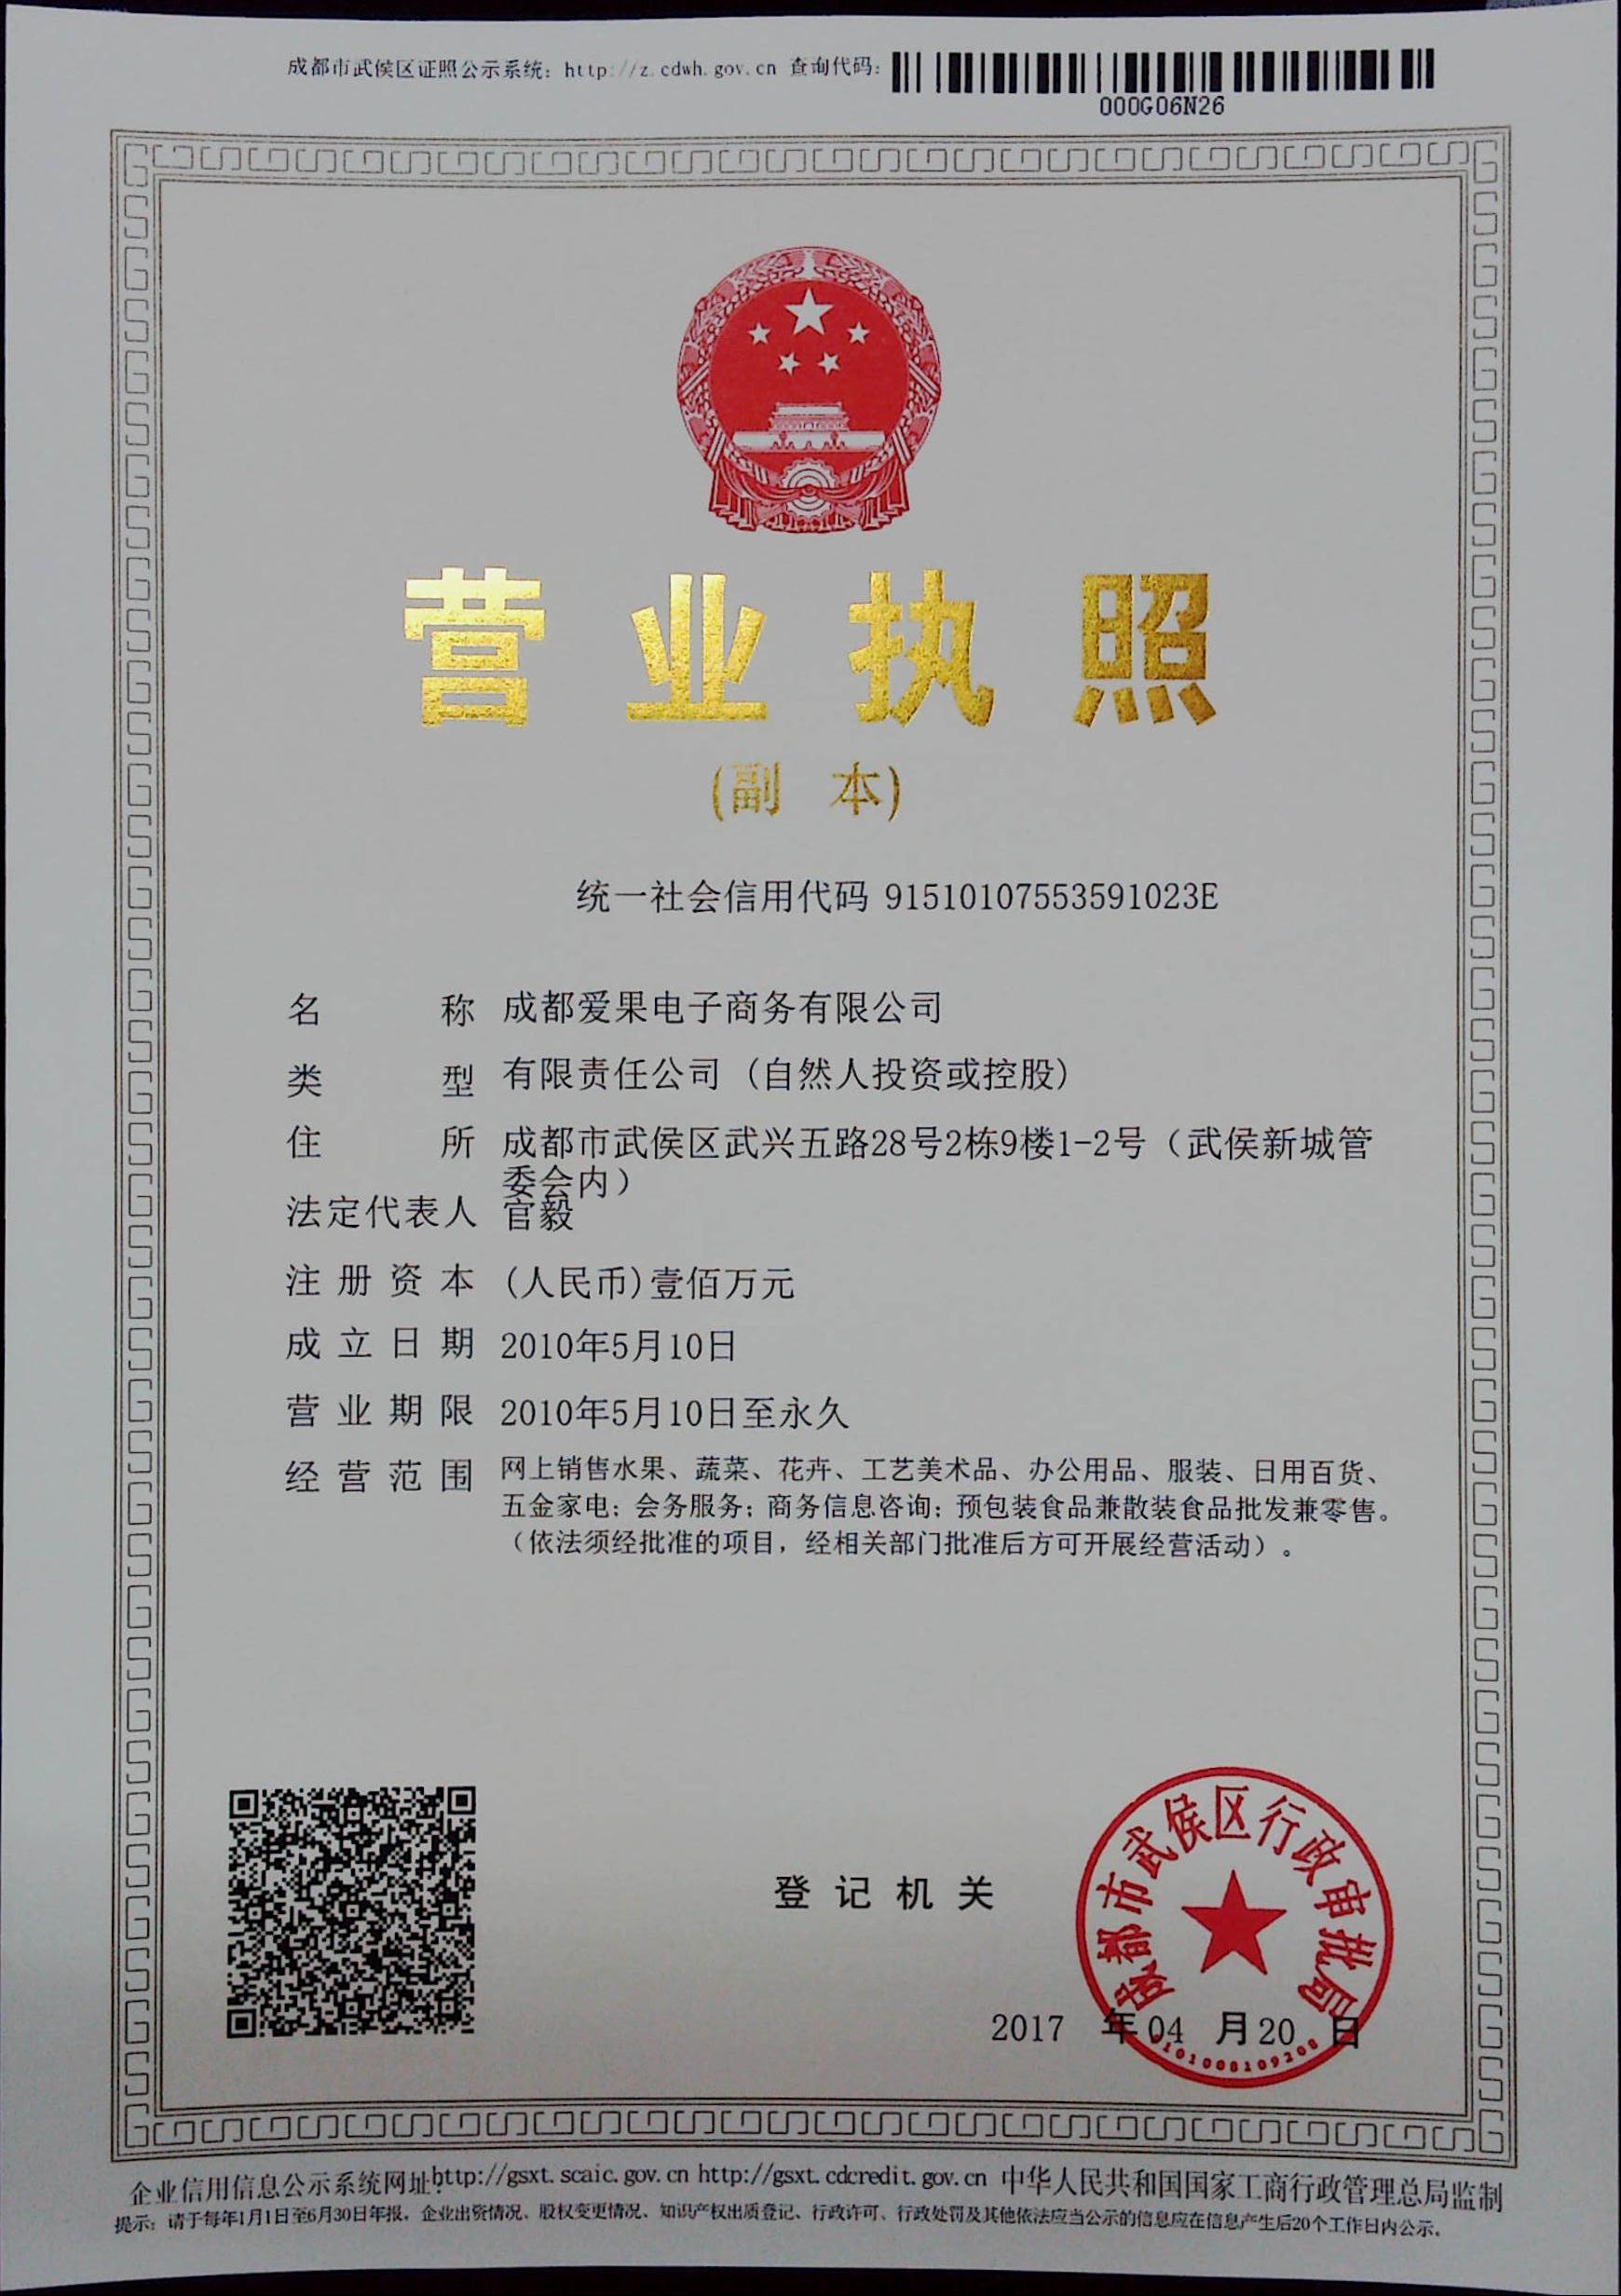 成都市武侯区证照公示系统：http://z.cdwh.gov.cn 查询代码：
000G06N26
营业执照
(副 本)
统一社会信用代码 91510107553591023E
名 称 成都爱果电子商务有限公司
类 型 有限责任公司（自然人投资或控股）
住 所 成都市武侯区武兴五路28号2栋9楼1-2号（武侯新城管
委会内）
法定代表人 官毅
注册资本 (人民币)壹佰万元
成立日期 2010年5月10日
营业期限 2010年5月10日至永久
经营范围 网上销售水果、蔬菜、花卉、工艺美术品、办公用品、服装、日用百货、
五金家电；会务服务；商务信息咨询；预包装食品兼散装食品批发兼零售。
（依法须经批准的项目，经相关部门批准后方可开展经营活动）。
成都市武侯区行政审批局
登记机关
2017 年 04 月 20 日
企业信用信息公示系统网址：http://gsxt.scaic.gov.cn http://gsxt.cdcredit.gov.cn 中华人民共和国国家工商行政管理总局监制
提示：请于每年1月1日至6月30日年报。企业出资情况、股权变更情况、知识产权出质登记、行政许可、行政处罚及其他依法应当公示的信息应在信息产生后20个工作日内公示。